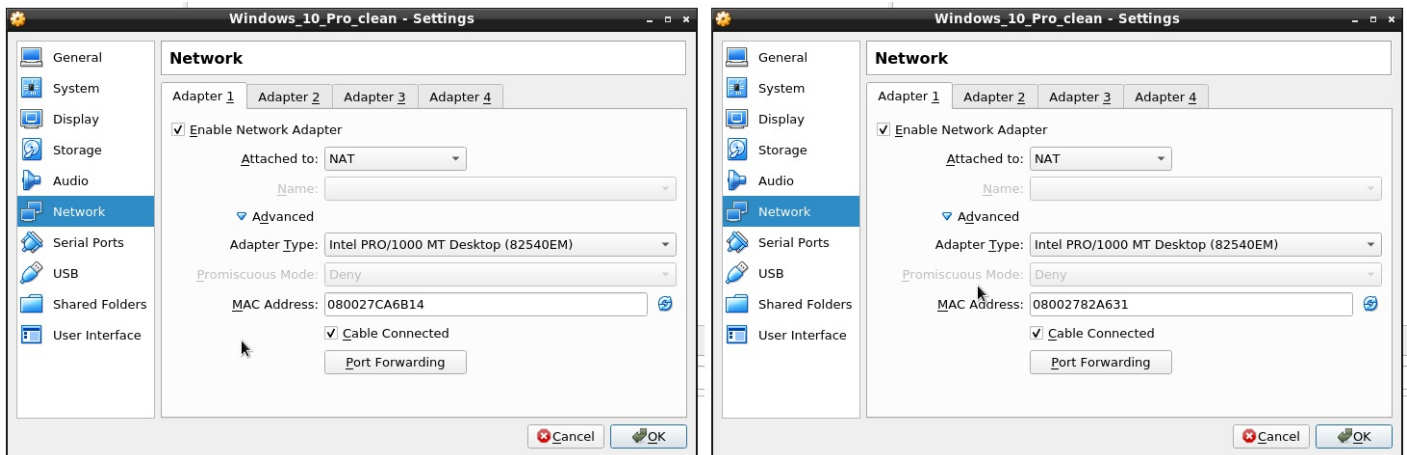 Windows_10_Pro_clean - Settings
General
System
Display
Storage
Audio
Network
Serial Ports
USB
Shared Folders
User Interface
Network
Adapter 1 Adapter 2 Adapter 3 Adapter 4
Enable Network Adapter
Attached to: NAT
Name:
Advanced
Adapter Type: Intel PRO/1000 MT Desktop (82540EM)
Promiscuous Mode: Deny
MAC Address: 080027CA6B14
Cable Connected
Port Forwarding
Cancel OK
Windows_10_Pro_clean - Settings
General
System
Display
Storage
Audio
Network
Serial Ports
USB
Shared Folders
User Interface
Network
Adapter 1 Adapter 2 Adapter 3 Adapter 4
Enable Network Adapter
Attached to: NAT
Name:
Advanced
Adapter Type: Intel PRO/1000 MT Desktop (82540EM)
Promiscuous Mode: Deny
MAC Address: 08002782A631
Cable Connected
Port Forwarding
Cancel OK